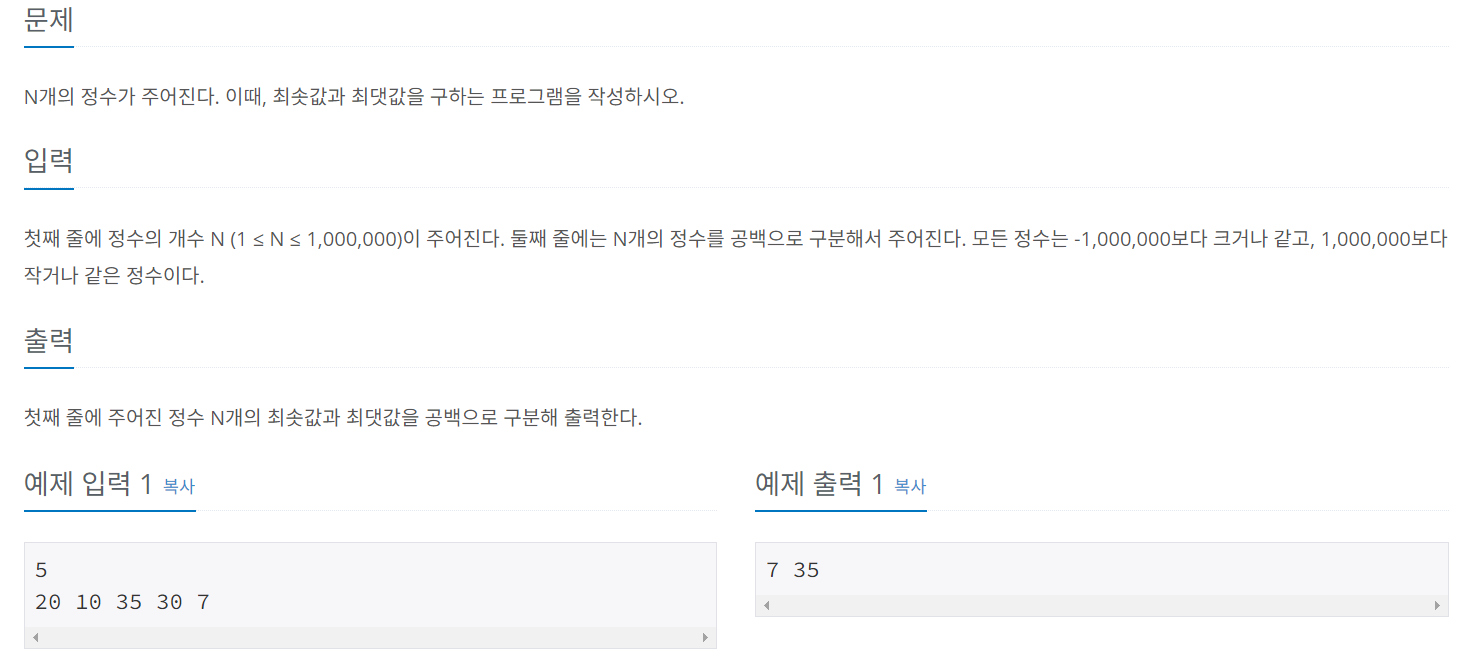 문제
N개의 정수가 주어진다. 이때, 최솟값과 최댓값을 구하는 프로그램을 작성하시오.
입력
첫째 줄에 정수의 개수 N (1 ≤ N ≤ 1,000,000)이 주어진다. 둘째 줄에는 N개의 정수를 공백으로 구분해서 주어진다. 모든 정수는 -1,000,000보다 크거나 같고, 1,000,000보다
작거나 같은 정수이다.
출력
첫째 줄에 주어진 정수 N개의 최솟값과 최댓값을 공백으로 구분해 출력한다.
예제 입력 1 복사
5
20 10 35 30 7
예제 출력 1 복사
7 35